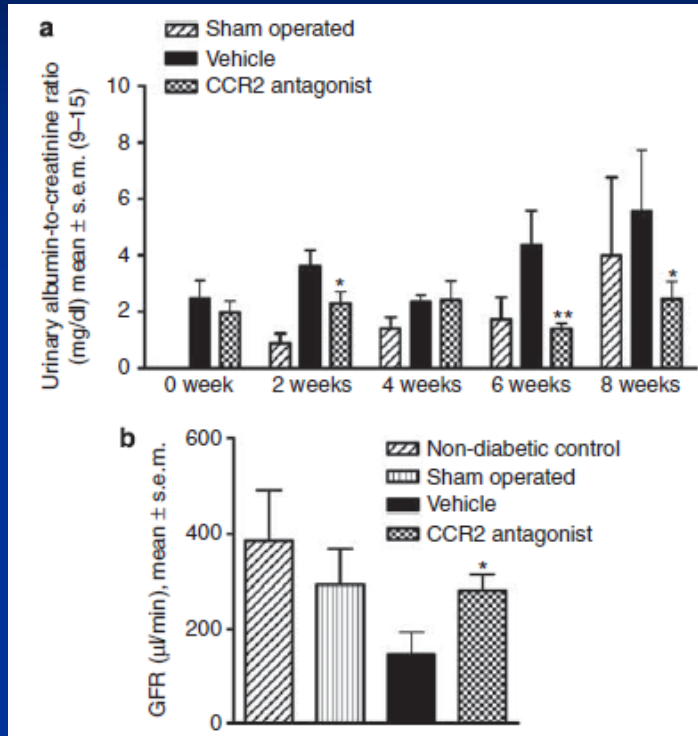 a
Sham operated
Vehicle
CCR2 antagonist
Urinary albumin-to-creatinine ratio
(mg/dl) mean ± s.e.m. (9–15)
10
8
6
4
2
0
*
**
*
0 week 2 weeks 4 weeks 6 weeks 8 weeks
b
Non-diabetic control
Sham operated
Vehicle
CCR2 antagonist
GFR (µl/min), mean ± s.e.m.
600
400
200
0
*